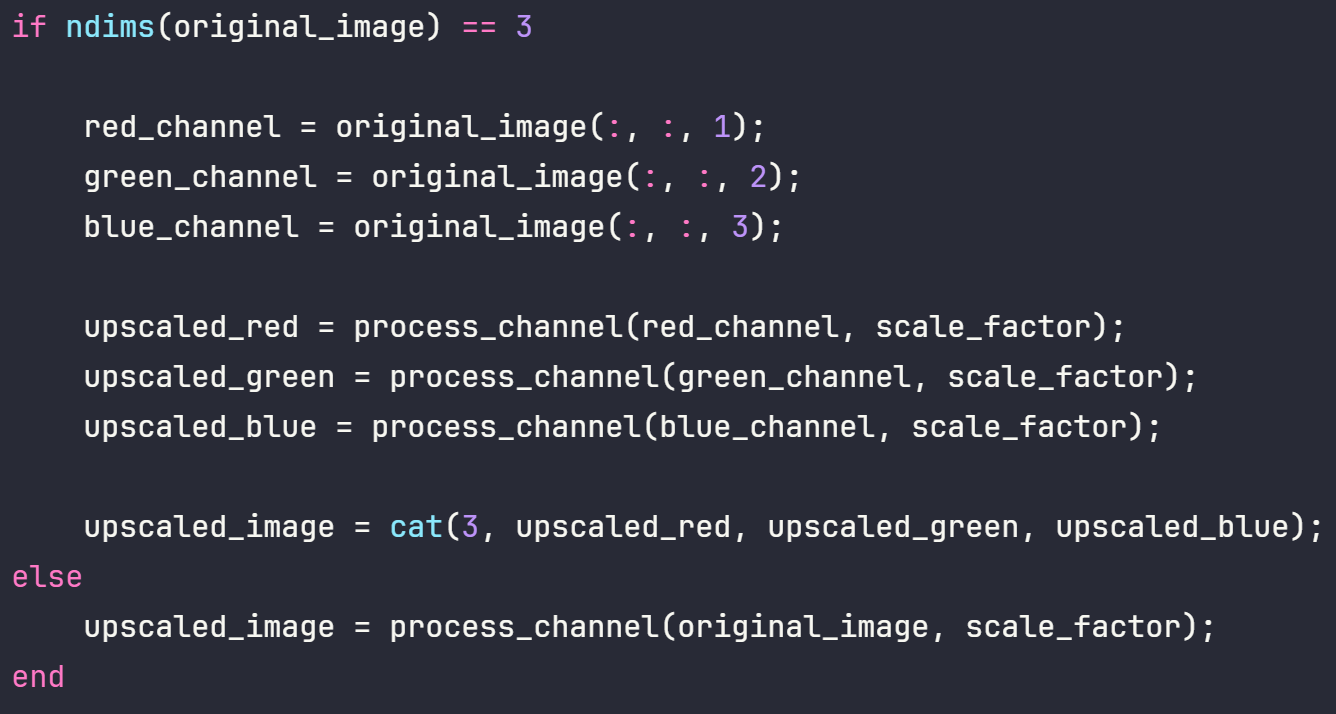 if ndims(original_image) == 3
red_channel = original_image(:, :, 1);
green_channel = original_image(:, :, 2);
blue_channel = original_image(:, :, 3);
upscaled_red = process_channel(red_channel, scale_factor);
upscaled_green = process_channel(green_channel, scale_factor);
upscaled_blue = process_channel(blue_channel, scale_factor);
upscaled_image = cat(3, upscaled_red, upscaled_green, upscaled_blue);
else
upscaled_image = process_channel(original_image, scale_factor);
end